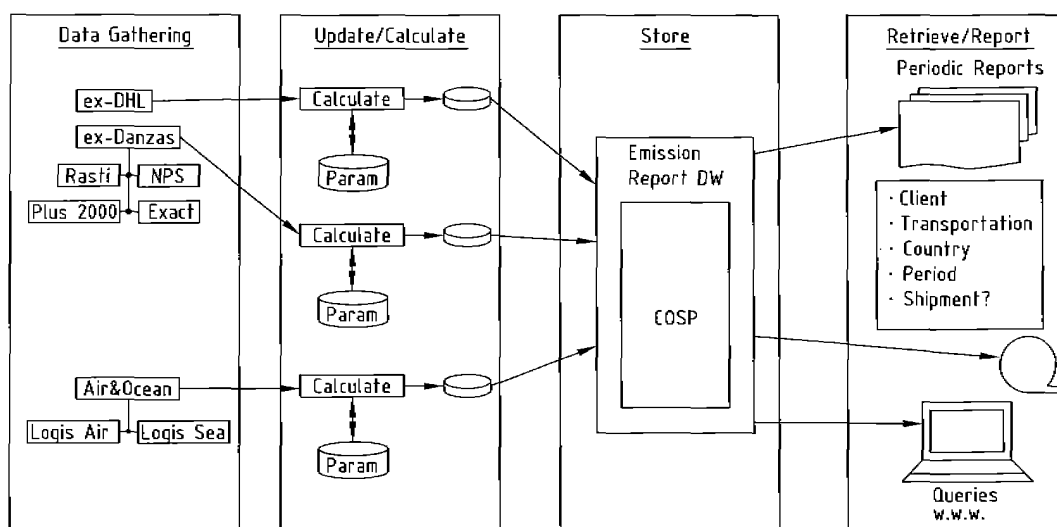 Data Gathering
ex-DHL
ex-Danzas
Rasti NPS
Plus 2000 Exact
Air&Ocean
Logis Air Logis Sea
Update/Calculate
Calculate
Param
Calculate
Param
Calculate
Param
Store
Emission
Report DW
COSP
Retrieve/Report
Periodic Reports
· Client
· Transportation
· Country
· Period
· Shipment?
Queries
w.w.w.